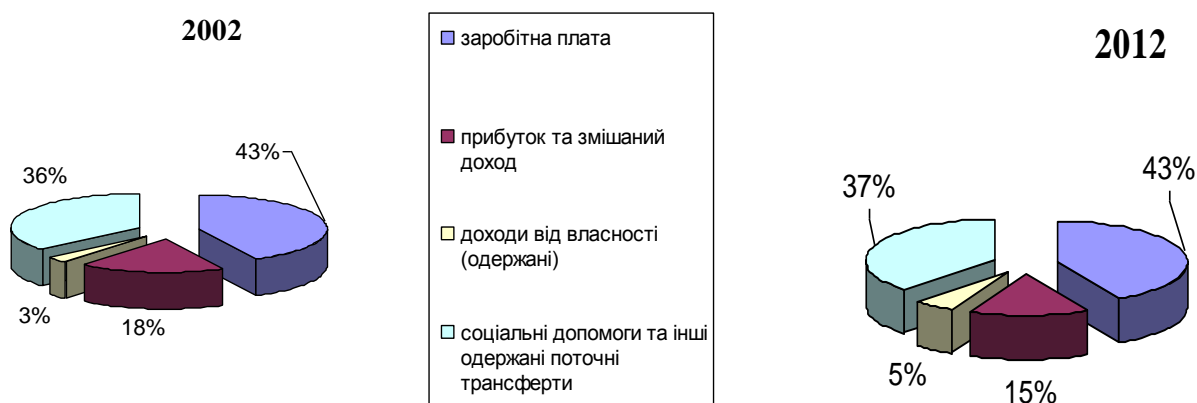 2002
43%
36%
3%
18%
заробітна плата
прибуток та змішаний
доход
доходи від власності
(одержані)
соціальні допомоги та інші
одержані поточні
трансферти
2012
37%
43%
5%
15%